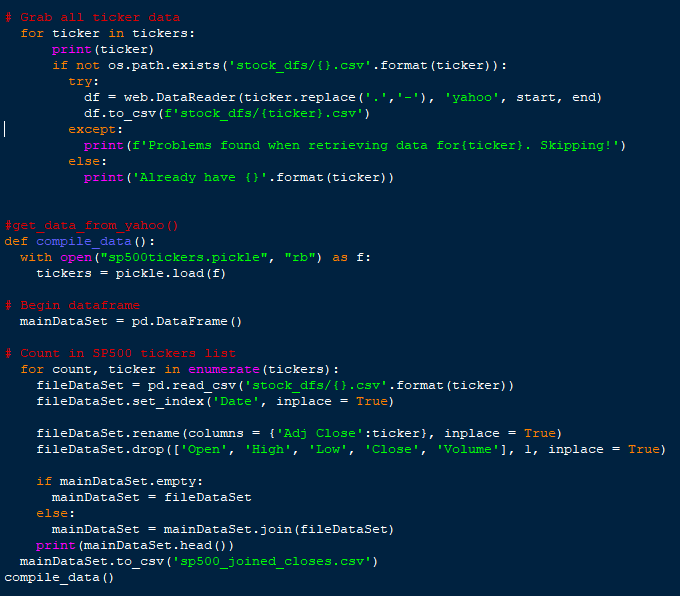 # Grab all ticker data
  for ticker in tickers:
      print(ticker)
      if not os.path.exists('stock_dfs/{}.csv'.format(ticker)):
        try:
          df = web.DataReader(ticker.replace('.','-'), 'yahoo', start, end)
          df.to_csv(f'stock_dfs/{ticker}.csv')
        except:
          print(f'Problems found when retrieving data for{ticker}. Skipping!')
        else:
          print('Already have {}'.format(ticker))
#get_data_from_yahoo()
def compile_data():
  with open("sp500tickers.pickle", "rb") as f:
    tickers = pickle.load(f)
# Begin dataframe
  mainDataSet = pd.DataFrame()
# Count in SP500 tickers list
  for count, ticker in enumerate(tickers):
    fileDataSet = pd.read_csv('stock_dfs/{}.csv'.format(ticker))
    fileDataSet.set_index('Date', inplace = True)
    fileDataSet.rename(columns = {'Adj Close':ticker}, inplace = True)
    fileDataSet.drop(['Open', 'High', 'Low', 'Close', 'Volume'], 1, inplace = True)
    if mainDataSet.empty:
      mainDataSet = fileDataSet
    else:
      mainDataSet = mainDataSet.join(fileDataSet)
    print(mainDataSet.head())
  mainDataSet.to_csv('sp500_joined_closes.csv')
compile_data()